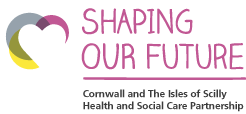 SHAPING
OUR FUTURE
Cornwall and The Isles of Scilly
Health and Social Care Partnership